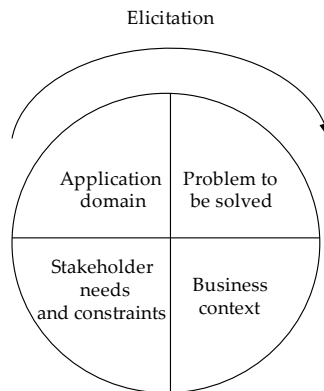 Elicitation
Application
domain
Problem to
be solved
Stakeholder
needs
and constraints
Business
context